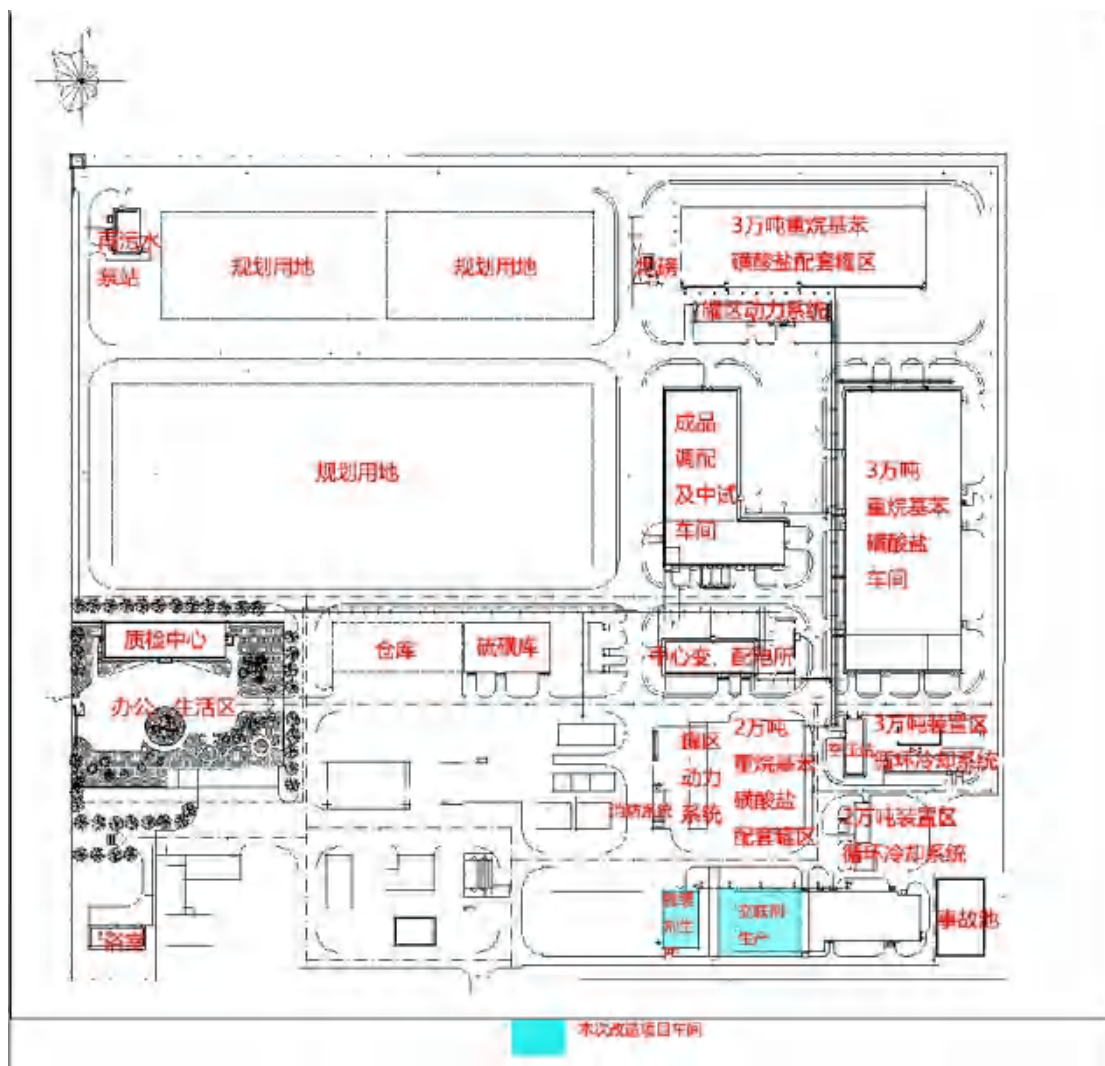 雨污水
泵站
规划用地
规划用地
3万吨重烷基苯
磺酸盐配套罐区
地磅
罐区动力系统
规划用地
成品
调配
及中试
车间
3万吨
重烷基苯
磺酸盐
车间
质检中心
仓库
硫磺库
中心变、配电所
办公、生活区
罐区
动力
系统
2万吨
重烷基苯
磺酸盐
配套罐区
3万吨装置区
循环冷却系统
消防系统
2万吨装置区
循环冷却系统
浴室
交联剂
生产
事故池
本次改造项目车间